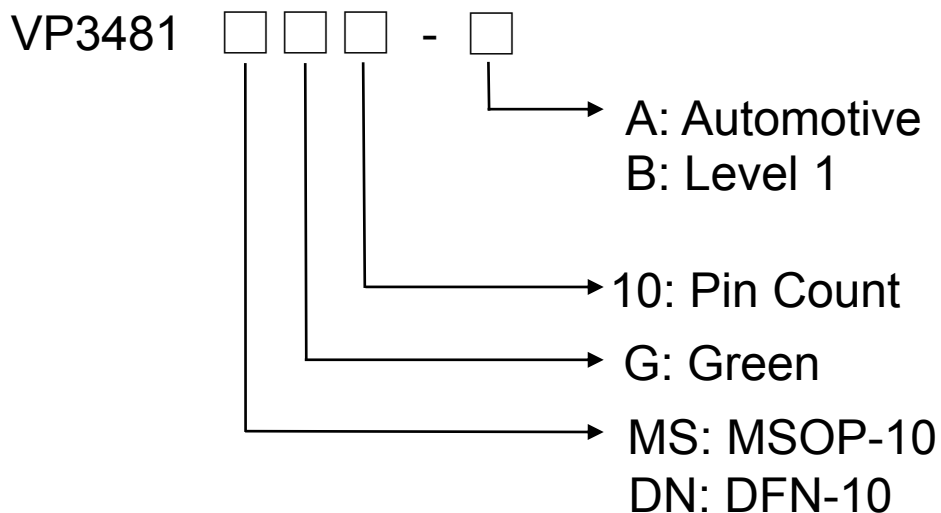 VP3481 □ □ □ - □
A: Automotive
B: Level 1
10: Pin Count
G: Green
MS: MSOP-10
DN: DFN-10